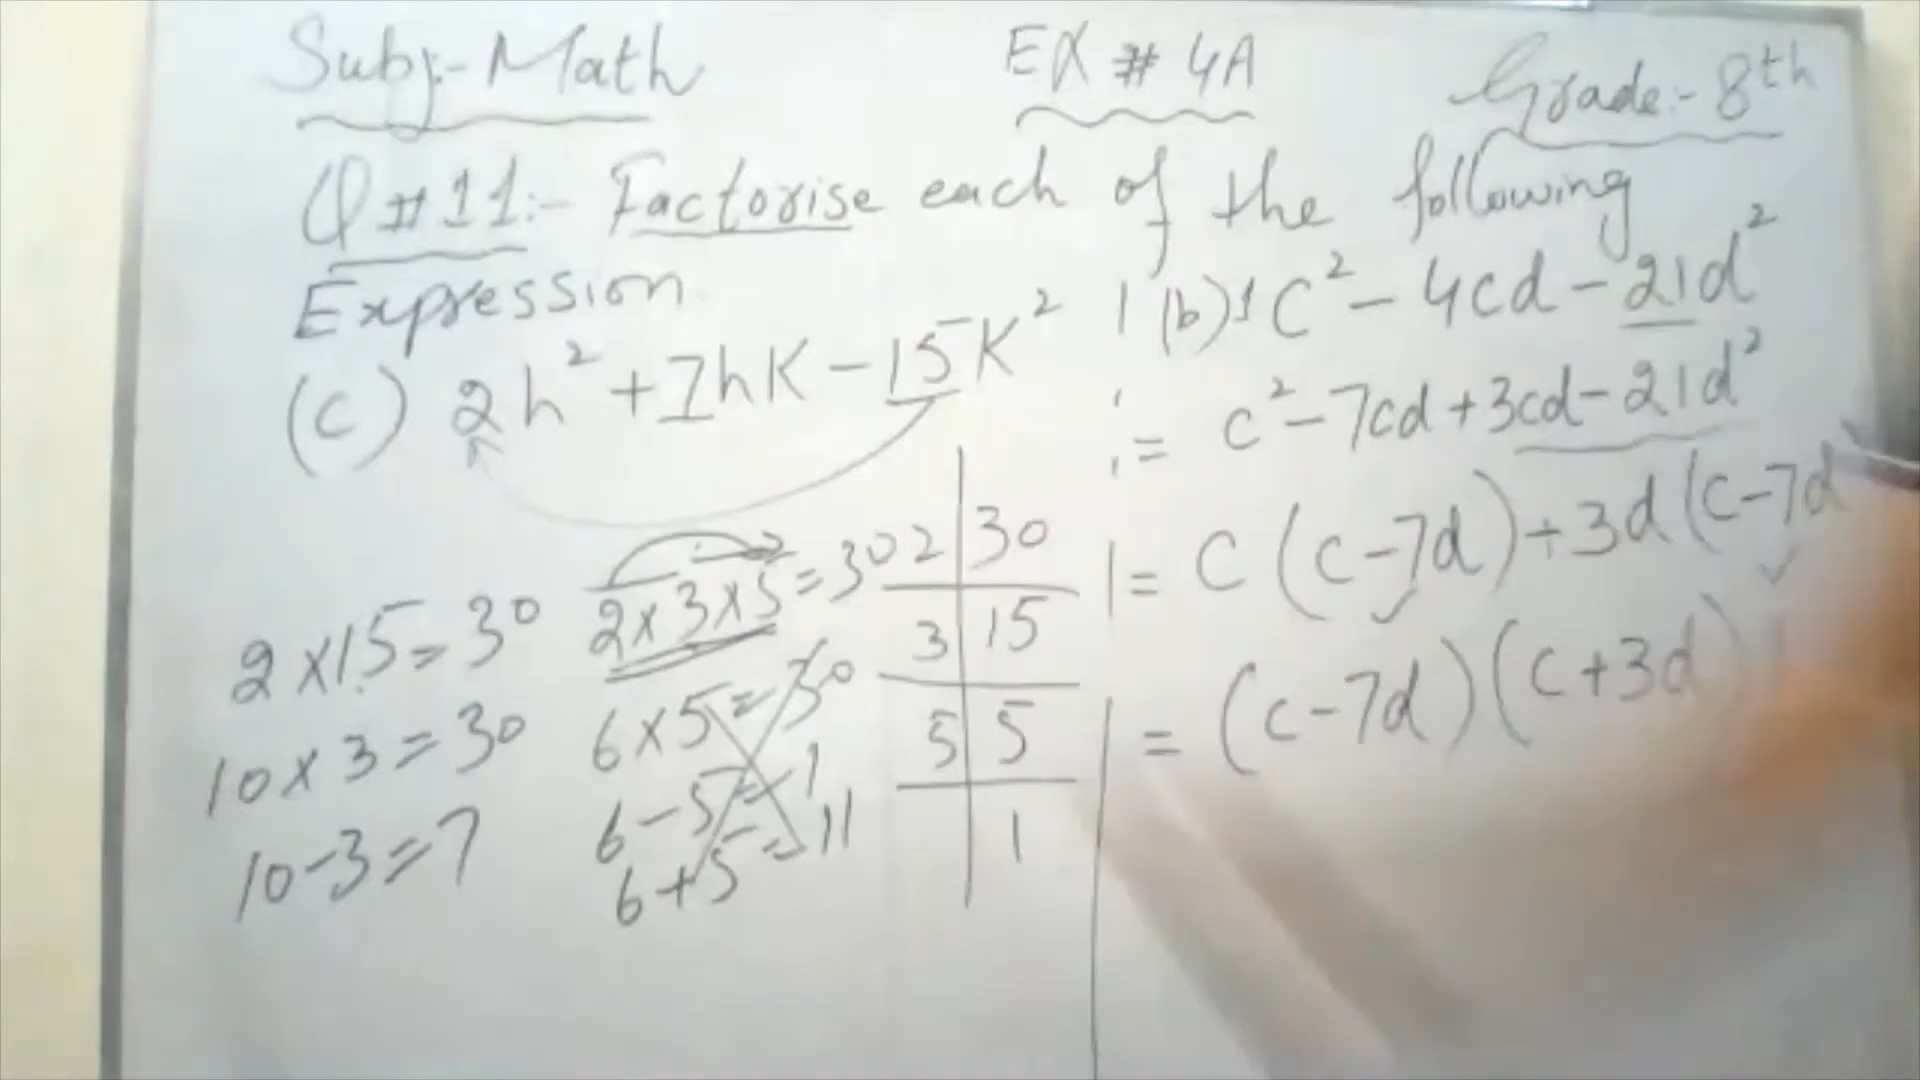 Subj:- Math EX # 4A Grade:- 8th
Q # 11:- Factorise each of the following
Expression
(c) 2h² + 7hK - 15K²
2 × 15 = 30
10 × 3 = 30
10 - 3 = 7
2 × 3 × 5 = 30
6 × 5 = 30
6 - 5 = 1
6 + 5 = 11
2 | 30
3 | 15
5 | 5
1
(b) 1c² - 4cd - 21d²
= c² - 7cd + 3cd - 21d²
= c (c - 7d) + 3d (c - 7d
= (c - 7d) (c + 3d)